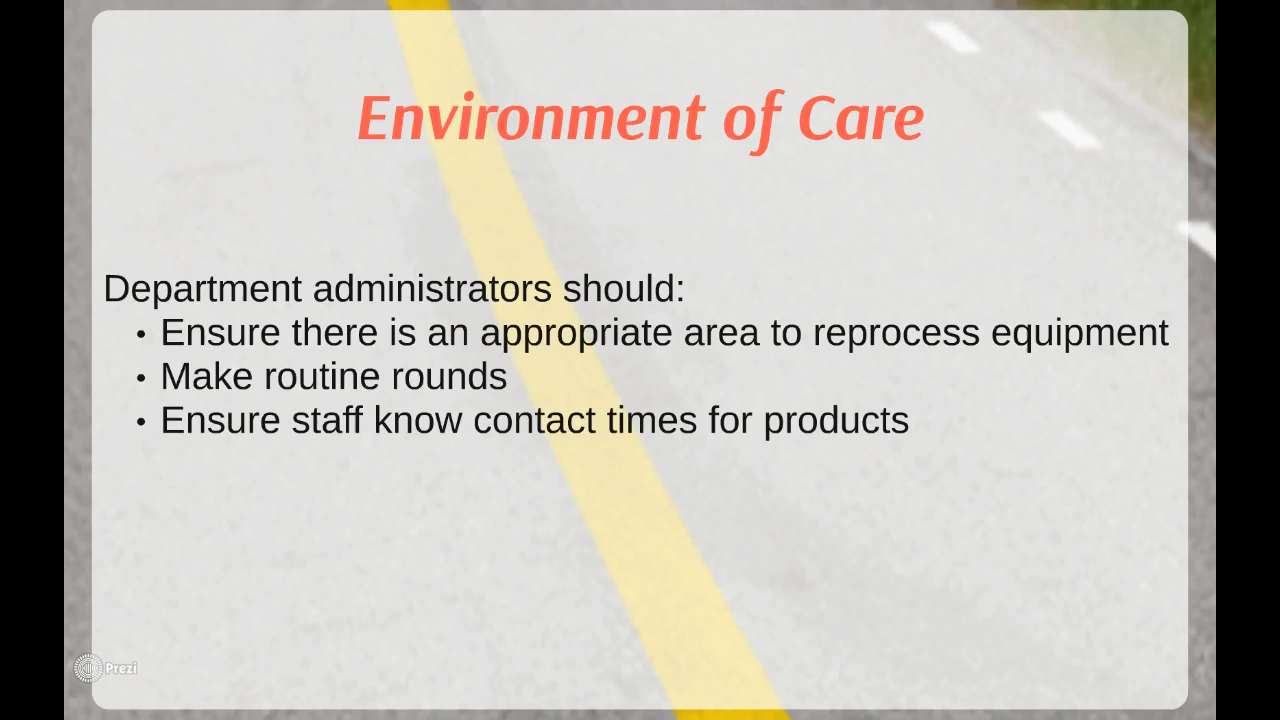 Environment of Care
Department administrators should:
• Ensure there is an appropriate area to reprocess equipment
• Make routine rounds
• Ensure staff know contact times for products
Prezi